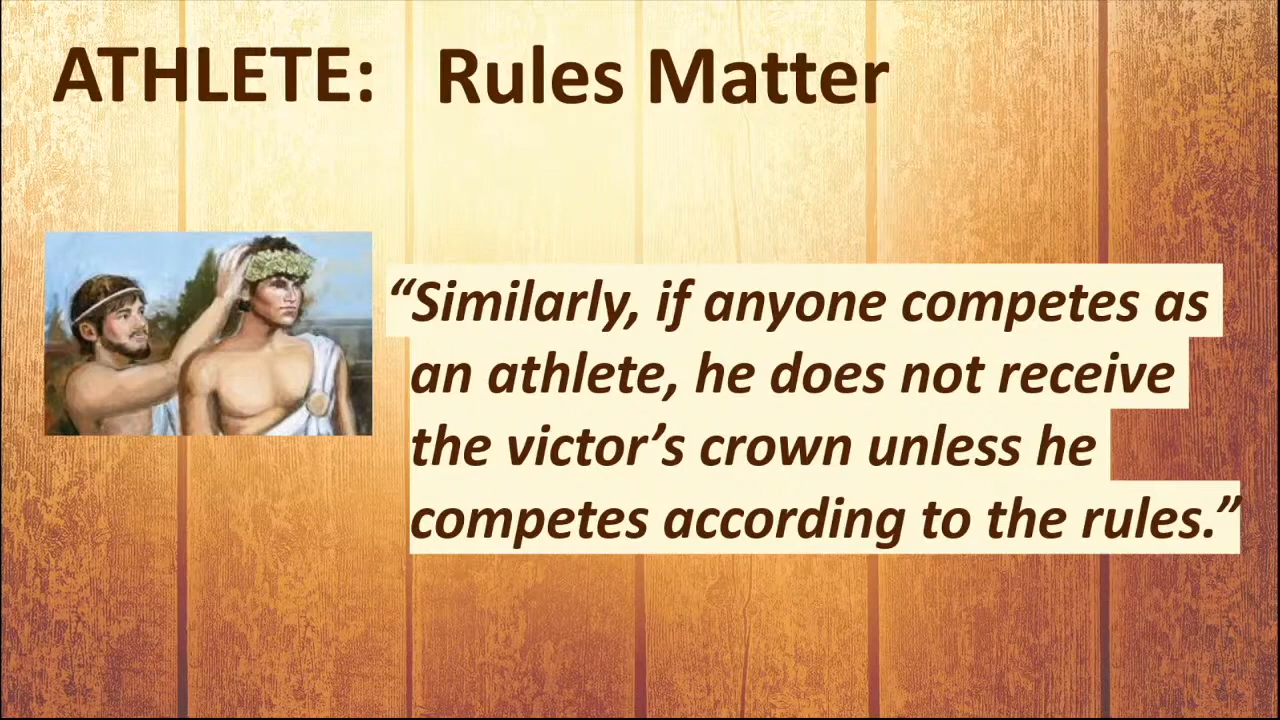 ATHLETE: Rules Matter
“Similarly, if anyone competes as
an athlete, he does not receive
the victor’s crown unless he
competes according to the rules.”